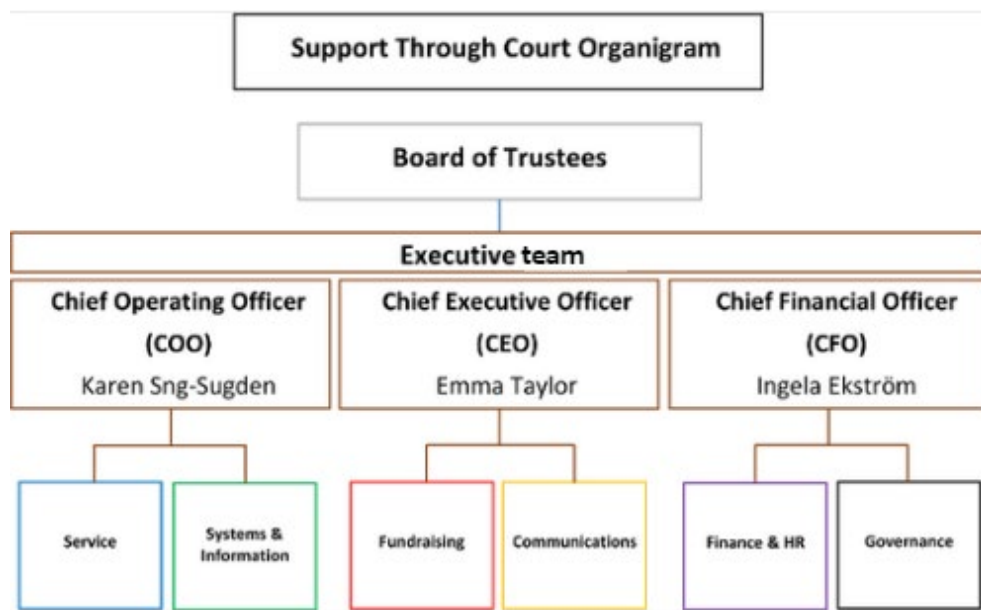 Support Through Court Organigram
Board of Trustees
Executive team
Chief Operating Officer
(COO)
Karen Sng-Sugden
Chief Executive Officer
(CEO)
Emma Taylor
Chief Financial Officer
(CFO)
Ingela Ekström
Service
Systems &
Information
Fundraising
Communications
Finance & HR
Governance